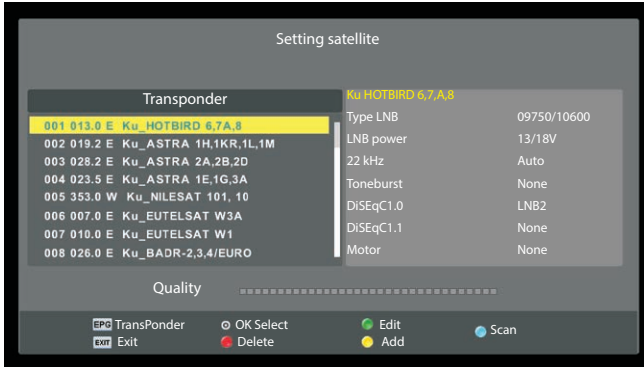 Setting satellite
Transponder
001 013.0 E Ku_HOTBIRD 6,7A,8
002 019.2 E Ku_ASTRA 1H,1KR,1L,1M
003 028.2 E Ku_ASTRA 2A,2B,2D
004 023.5 E Ku_ASTRA 1E,1G,3A
005 353.0 W Ku_NILESAT 101, 10
006 007.0 E Ku_EUTELSAT W3A
007 010.0 E Ku_EUTELSAT W1
008 026.0 E Ku_BADR-2,3,4/EURO
Ku HOTBIRD 6,7,A,8
Type LNB 09750/10600
LNB power 13/18V
22 kHz Auto
Toneburst None
DiSEqC1.0 LNB2
DiSEqC1.1 None
Motor None
Quality
EPG TransPonder OK Select Edit Scan
EXIT Exit Delete Add